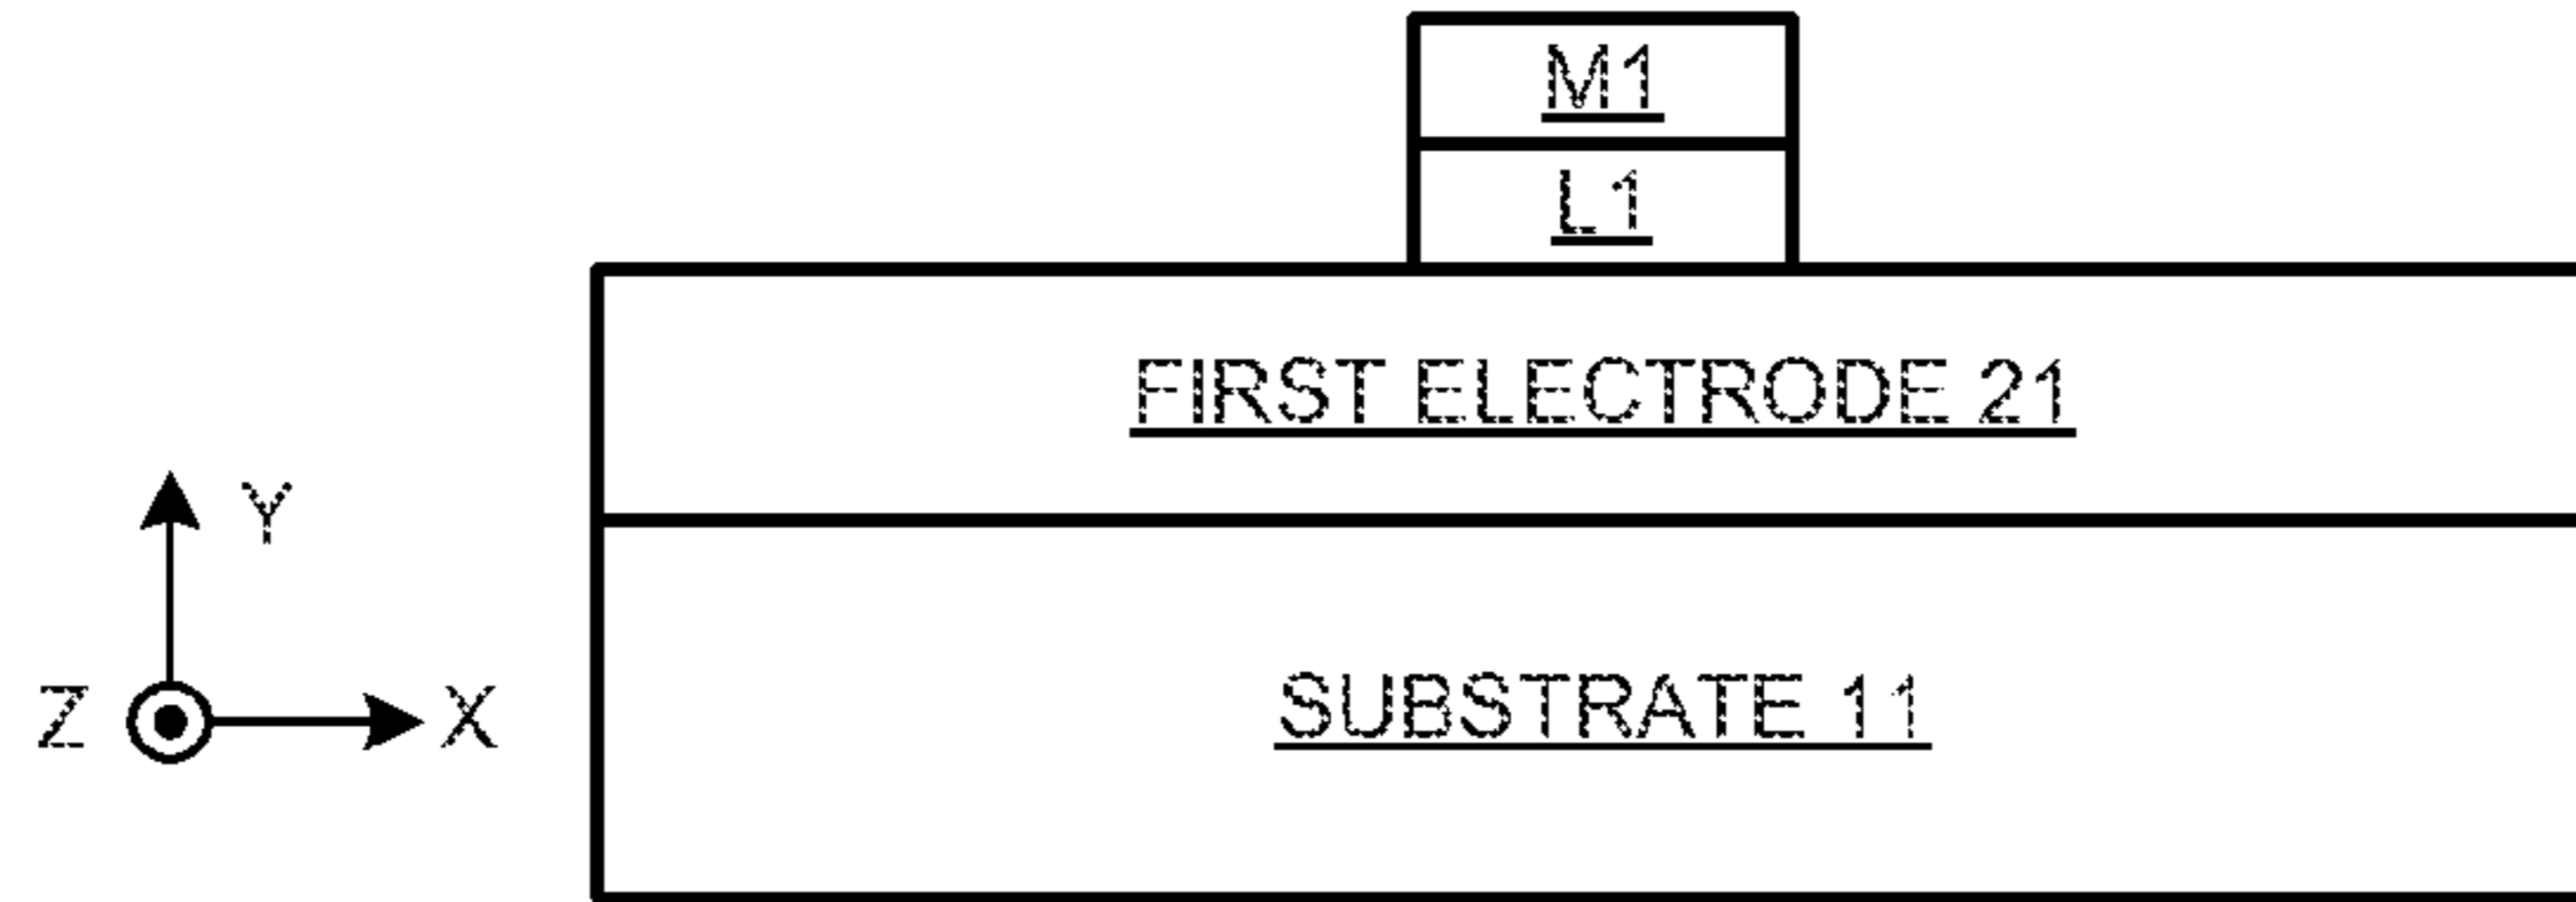 M1
L1
FIRST ELECTRODE 21
Y
SUBSTRATE 11
Z
X